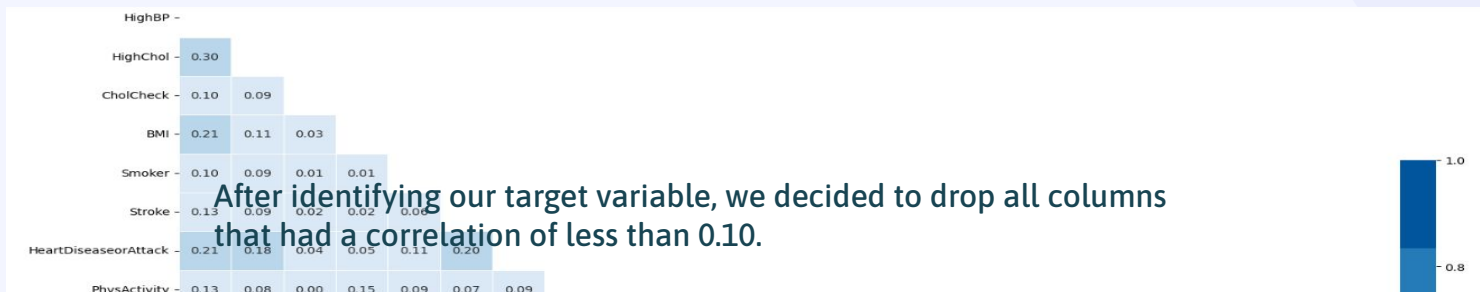 HighBP -
HighChol - 0.30
CholCheck - 0.10 0.09
BMI - 0.21 0.11 0.03
- 1.0
Smoker - 0.10 0.09 0.01 0.01
After identifying our target variable, we decided to drop all columns
Stroke - 0.13 0.09 0.02 0.02 0.06
that had a correlation of less than 0.10.
HeartDiseaseorAttack - 0.21 0.18 0.04 0.05 0.11 0.20
- 0.8
PhysActivity - 0.13 0.08 0.00 0.15 0.09 0.07 0.09